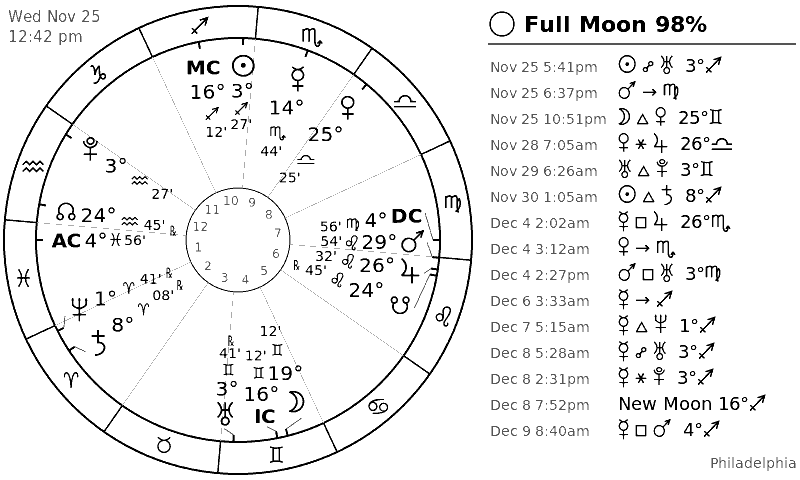 Wed Nov 25
12:42 pm
♐
♏
♎
♍
♌
♋
♊
♉
♈
♓
♒
♑
MC ☉
16° 3°
♐ ♐
12' 27'
☿
14°
♏
44'
♀
25°
♎
25'
♇
3°
♒
27'
☊ 24° ♒ 45' ℞
AC 4° ♓ 56'
♆ 1° ♈ 41' ℞
♄ 8° ♈ 08' ℞
56' ♍ 4° DC
54' ♌ 29° ♂
32' ♌ 26° ♃
℞ 45' ♌ 24° ☋
℞
41'
♊
3°
♅
12'
♊
16°
IC
12'
♊ 19°
☽
1
2
3
4
5
6
7
8
9
10
11
12
Full Moon 98%
Nov 25 5:41pm ☉ ☍ ♅ 3°♐
Nov 25 6:37pm ♂ → ♍
Nov 25 10:51pm ☽ △ ♀ 25°♊
Nov 28 7:05am ♀ ⚹ ♃ 26°♎
Nov 29 6:26am ♅ △ ♇ 3°♊
Nov 30 1:05am ☉ △ ♄ 8°♐
Dec 4 2:02am ☿ □ ♃ 26°♏
Dec 4 3:12am ♀ → ♏
Dec 4 2:27pm ♂ □ ♅ 3°♍
Dec 6 3:33am ☿ → ♐
Dec 7 5:15am ☿ △ ♆ 1°♐
Dec 8 5:28am ☿ ☍ ♅ 3°♐
Dec 8 2:31pm ☿ ⚹ ♇ 3°♐
Dec 8 7:52pm New Moon 16°♐
Dec 9 8:40am ☿ □ ♂ 4°♐
Philadelphia